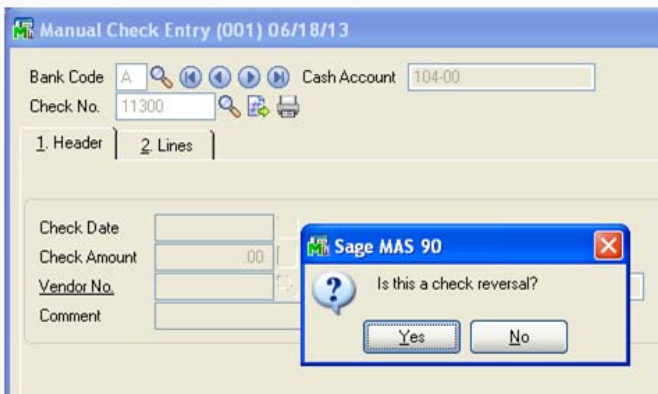 Manual Check Entry (001) 06/18/13
Bank Code A Cash Account 104-00
Check No. 11300
1. Header 2. Lines
Check Date
Check Amount .00
Vendor No.
Comment
Sage MAS 90
Is this a check reversal?
Yes No